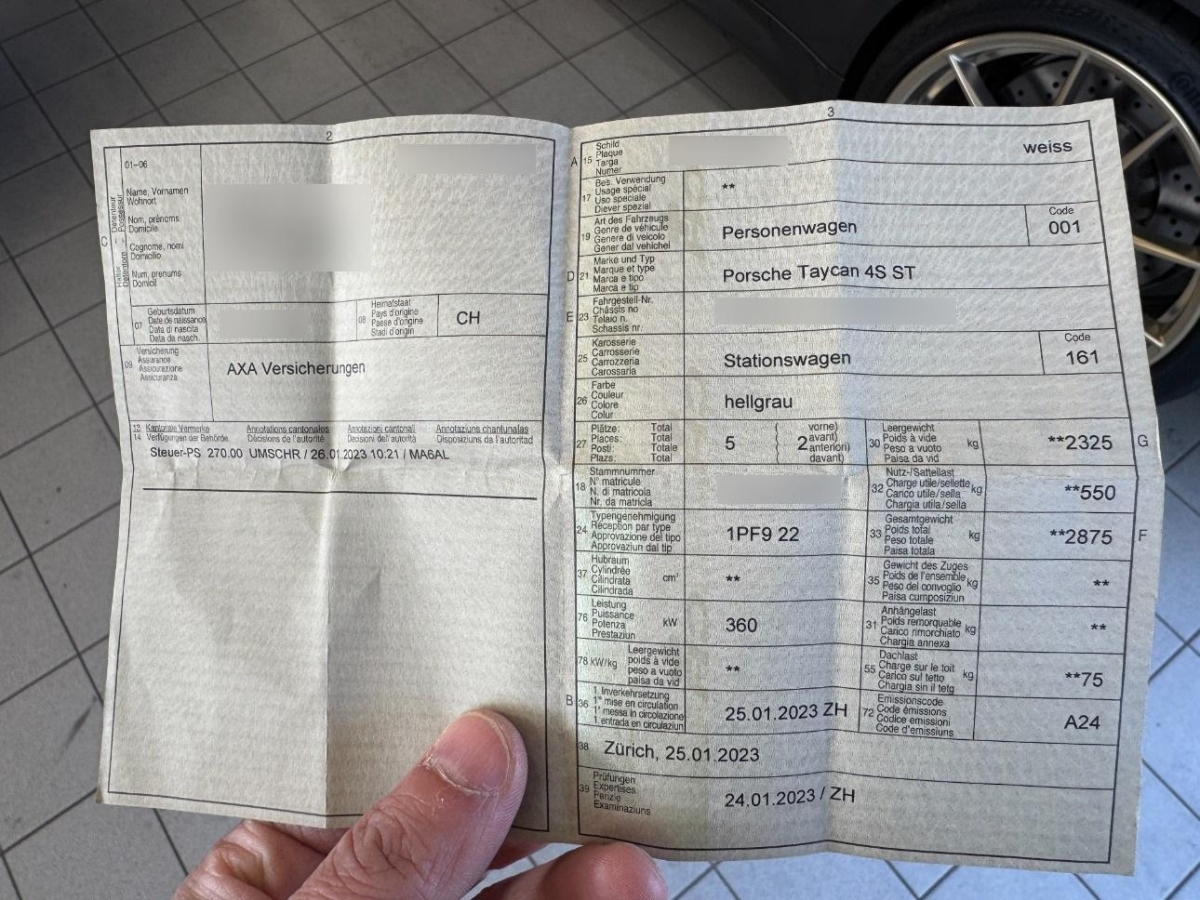 2
01–06
C
Halter
Détenteur
Detentore
Possessur
Name, Vornamen
Wohnort
Nom, prénoms
Domicile
Cognome, nomi
Domicilio
Num, prenums
Domicil
07
Geburtsdatum
Date de naissance
Data di nascita
Data da nasch.
08
Heimatstaat
Pays d'origine
Paese d'origine
Stadi d'origin
CH
09
Versicherung
Assurance
Assicurazione
Assicuranza
AXA Versicherungen
13 Kantonale Vermerke Annotations cantonales Annotazioni cantonali Annotaziuns chantunalas
14 Verfügungen der Behörde Décisions de l'autorité Decisioni dell'autorità Disposiziuns da l'autoritad
Steuer-PS 270.00 UMSCHR / 26.01.2023 10:21 / MA6AL
3
A 15
Schild
Plaque
Targa
Numer
weiss
17
Bes. Verwendung
Usage spécial
Uso speciale
Diever spezial
**
19
Art des Fahrzeugs
Genre de véhicule
Genere di veicolo
Gener dal vehichel
Personenwagen
Code
001
D 21
Marke und Typ
Marque et type
Marca e tipo
Marca e tip
Porsche Taycan 4S ST
E 23
Fahrgestell-Nr.
Châssis no
Telaio n.
Schassis nr.
25
Karosserie
Carrosserie
Carrozzeria
Carossaria
Stationswagen
Code
161
26
Farbe
Couleur
Colore
Colur
hellgrau
27
Plätze: Total
Places: Total
Posti: Totale
Plazs: Total
5
vorne)
( 2 avant)
( anteriori)
davant)
30
Leergewicht
Poids à vide
Peso a vuoto
Paisa da vid
kg
**2325
G
18
Stammnummer
N° matricule
N. di matricola
Nr. da matricla
32
Nutz-/Sattellast
Charge utile/sellette
Carico utile/sella
Chargia utila/sella
kg
**550
24
Typengenehmigung
Réception par type
Approvazione del tipo
Approvaziun dal tip
1PF9 22
33
Gesamtgewicht
Poids total
Peso totale
Paisa totala
kg
**2875
F
37
Hubraum
Cylindrée
Cilindrata
Cilindrada
cm³
**
35
Gewicht des Zuges
Poids de l'ensemble
Peso del convoglio
Paisa cumposiziun
kg
**
76
Leistung
Puissance
Potenza
Prestaziun
kW
360
31
Anhängelast
Poids remorquable
Carico rimorchiato
Chargia annexa
kg
**
78 kW/kg
Leergewicht
poids à vide
peso a vuoto
paisa da vid
**
55
Dachlast
Charge sur le toit
Carico sul tetto
Chargia sin il tetg
kg
**75
B 36
1. Inverkehrsetzung
1re mise en circulation
1a messa in circolazione
1. entrada en circulaziun
25.01.2023 ZH
72
Emissionscode
Code émissions
Codice emissioni
Code d'emissiuns
A24
38 Zürich, 25.01.2023
39
Prüfungen
Expertises
Perizie
Examinaziuns
24.01.2023 / ZH